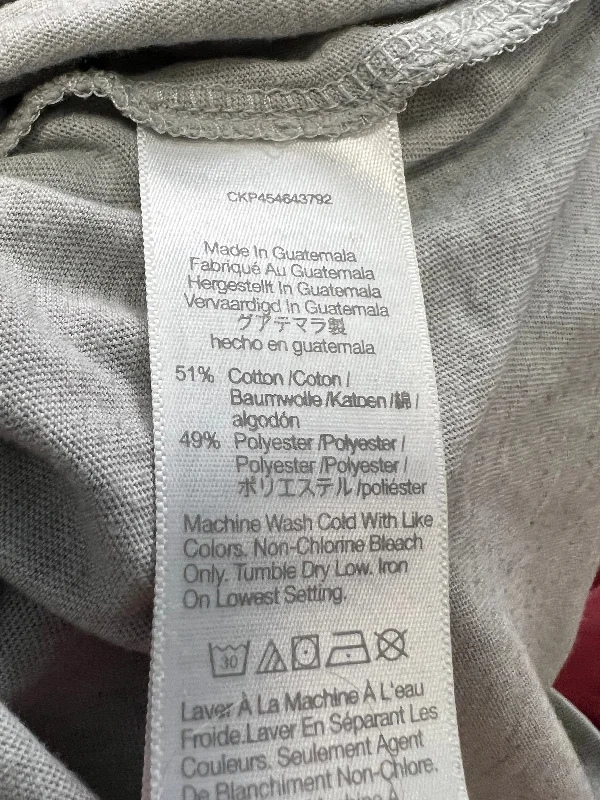 CKP454643792
Made In Guatemala
Fabriqué Au Guatemala
Hergestellt In Guatemala
Vervaardigd In Guatemala
グアテマラ製
hecho en guatemala
51% Cotton /Coton /
Baumwolle /Katoen /綿 /
algodón
49% Polyester /Polyester /
Polyester /Polyester /
ポリエステル /poliéster
Machine Wash Cold With Like
Colors. Non-Chlorine Bleach
Only. Tumble Dry Low. Iron
On Lowest Setting.
30
Laver À La Machine À L'eau
Froide.Laver En Séparant Les
Couleurs. Seulement Agent
De Blanchiment Non-Chlore.